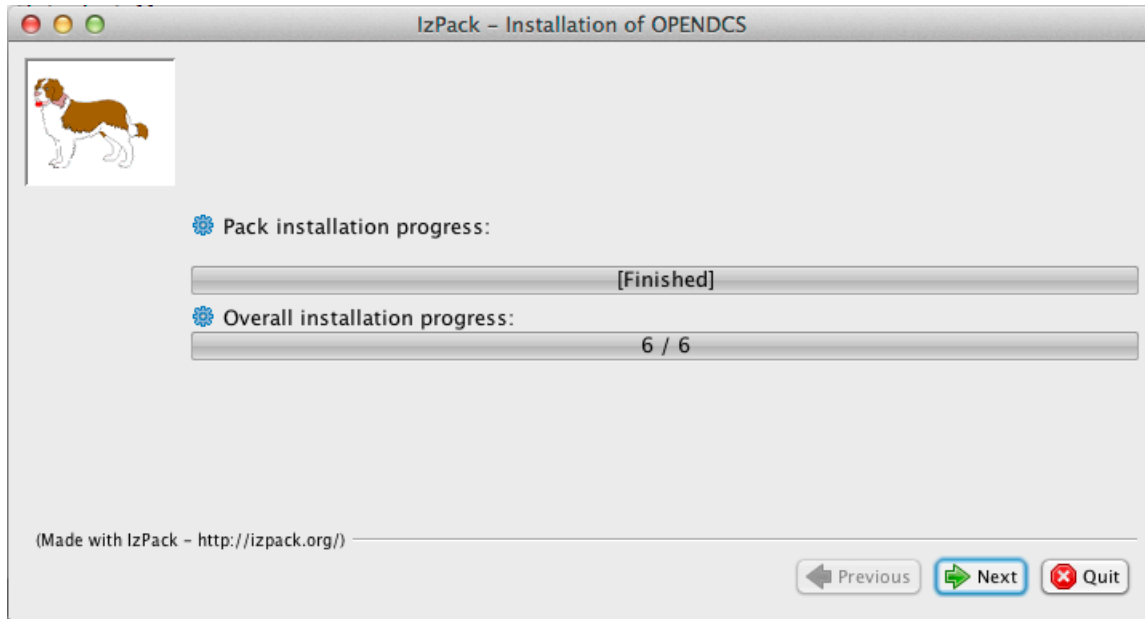 IzPack - Installation of OPENDCS
Pack installation progress:
[Finished]
Overall installation progress:
6 / 6
(Made with IzPack - http://izpack.org/)
Previous Next Quit